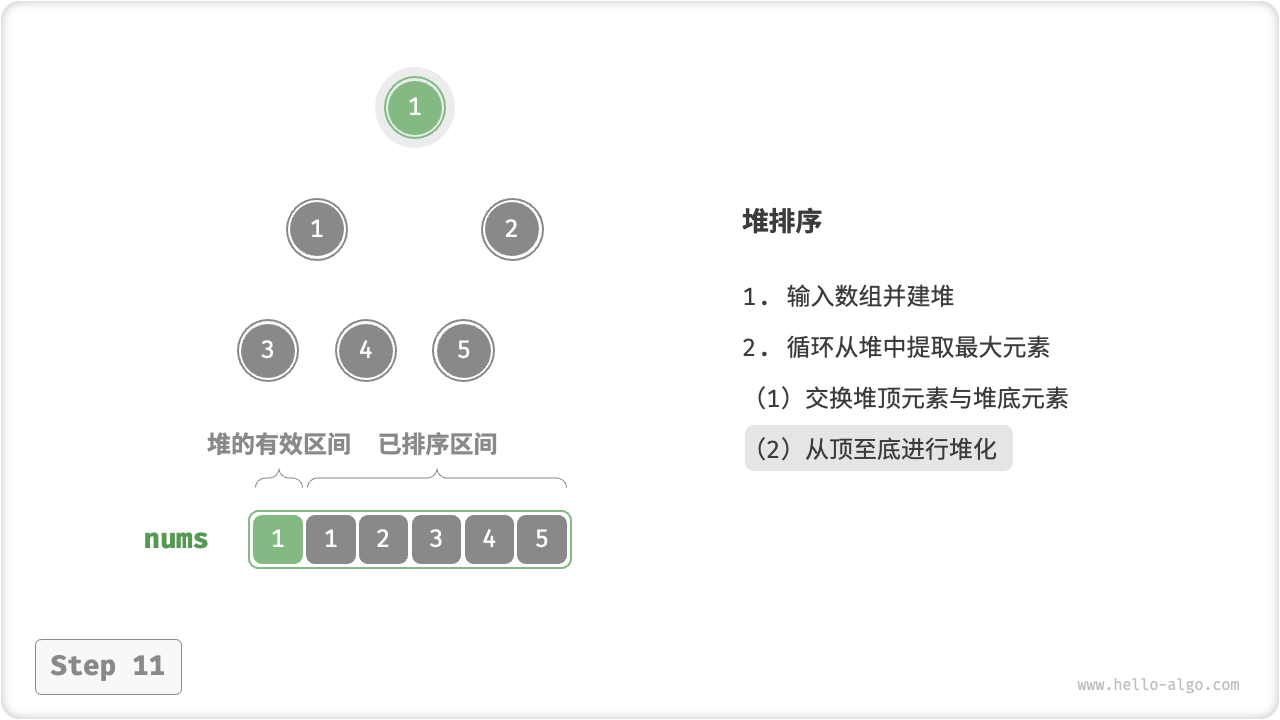 1
1 2
3 4 5
堆的有效区间 已排序区间
nums 1 1 2 3 4 5
堆排序
1. 输入数组并建堆
2. 循环从堆中提取最大元素
（1）交换堆顶元素与堆底元素
（2）从顶至底进行堆化
Step 11
www.hello-algo.com